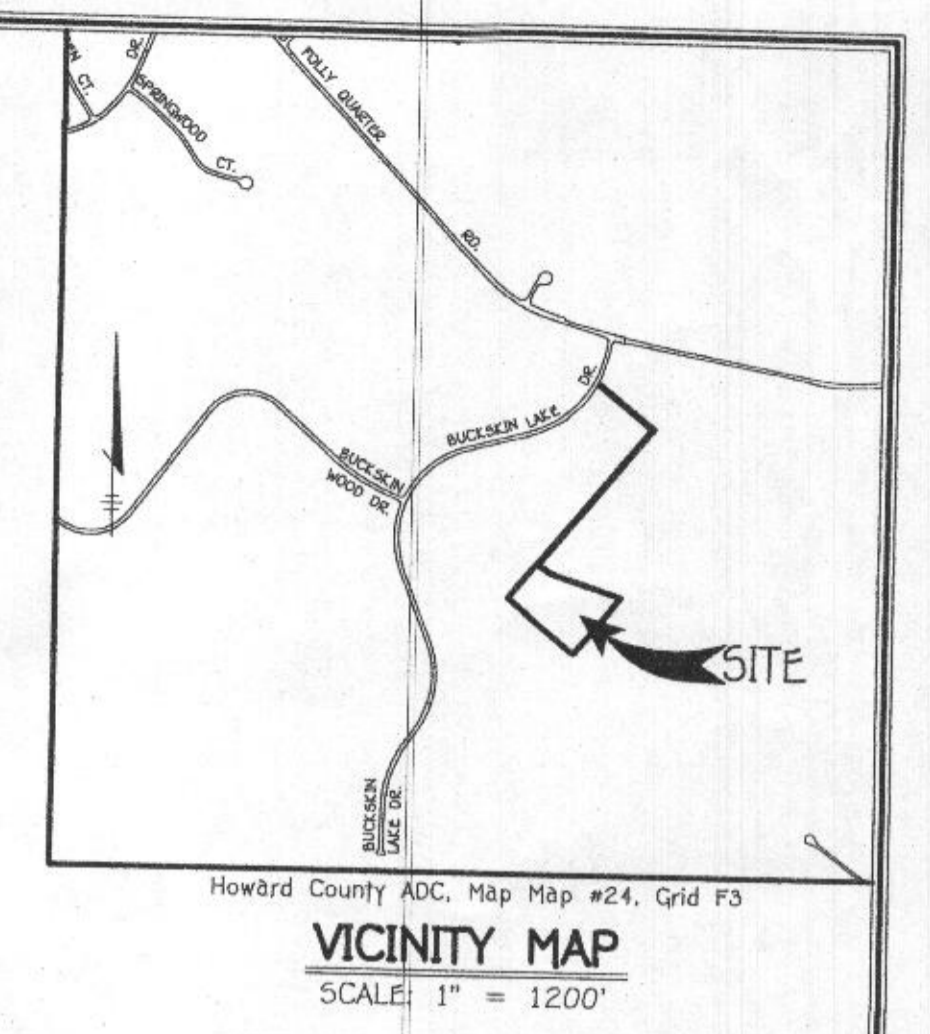 EN CT.
DR.
SPRINGWOOD CT.
FOLLY QUARTER RD.
DR.
BUCKSKIN LAKE
BUCKSKIN
WOOD DR.
SITE
BUCKSKIN
LAKE DR.
Howard County ADC, Map Map #24, Grid F3
VICINITY MAP
SCALE: 1" = 1200'